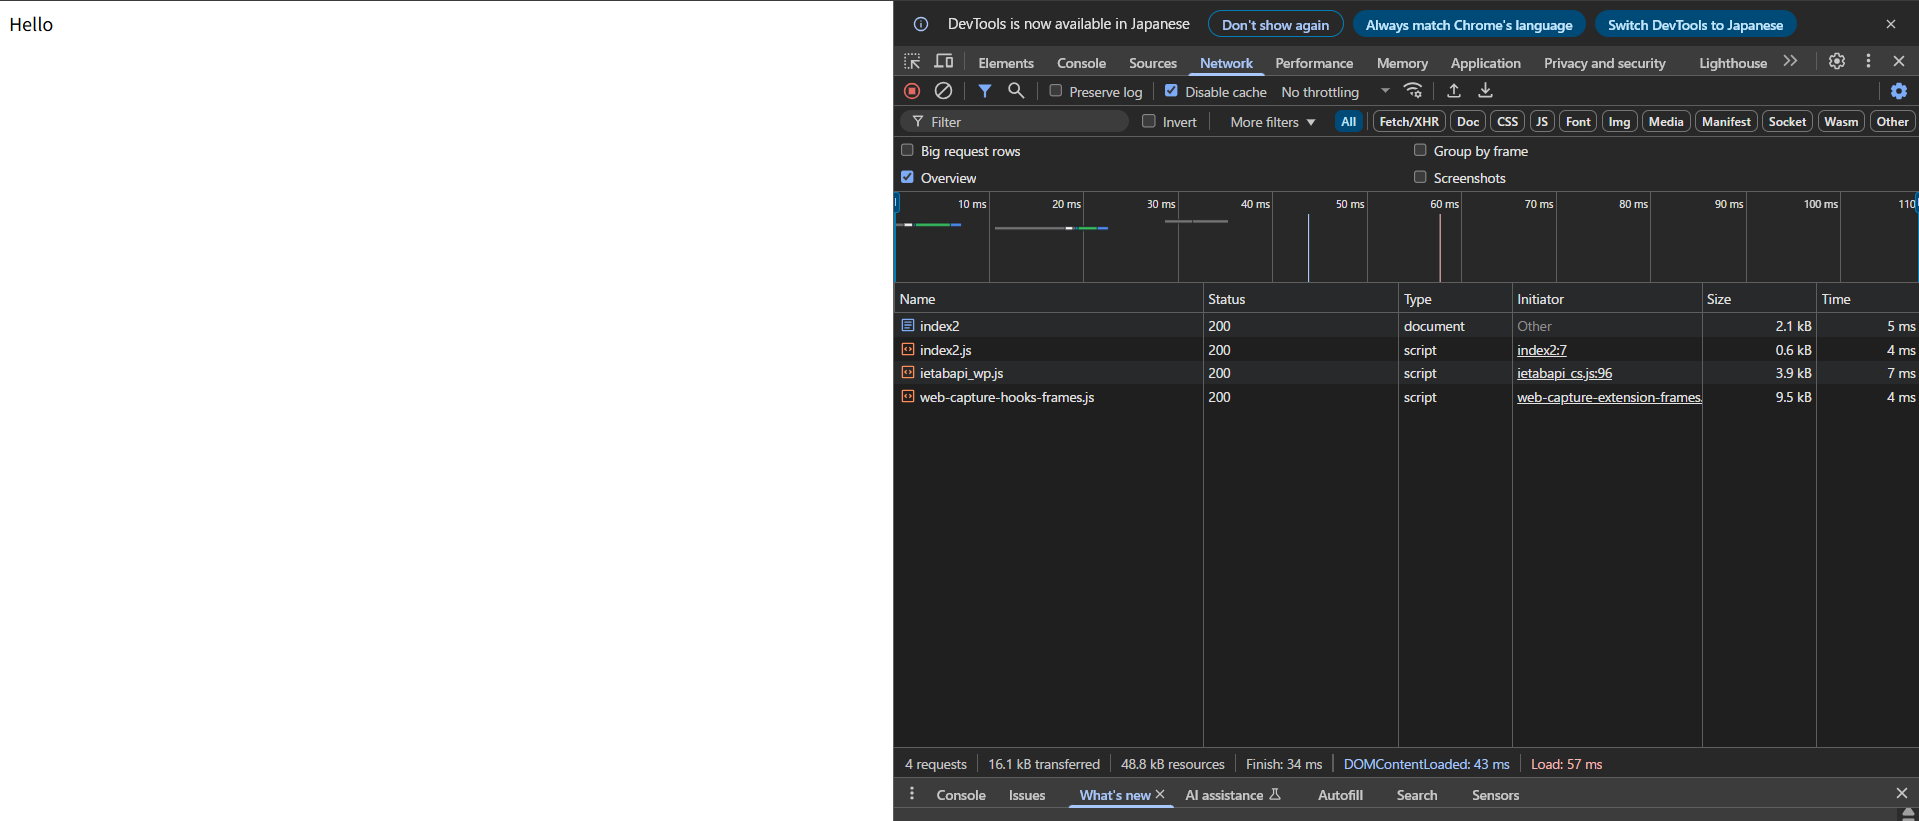 Hello
DevTools is now available in Japanese Don't show again Always match Chrome's language Switch DevTools to Japanese
Elements Console Sources Network Performance Memory Application Privacy and security Lighthouse
Preserve log Disable cache No throttling
Filter Invert More filters All Fetch/XHR Doc CSS JS Font Img Media Manifest Socket Wasm Other
Big request rows Group by frame
Overview Screenshots
10 ms 20 ms 30 ms 40 ms 50 ms 60 ms 70 ms 80 ms 90 ms 100 ms 110
Name Status Type Initiator Size Time
index2 200 document Other 2.1 kB 5 ms
index2.js 200 script index2:7 0.6 kB 4 ms
ietabapi_wp.js 200 script ietabapi_cs.js:96 3.9 kB 7 ms
web-capture-hooks-frames.js 200 script web-capture-extension-frames. 9.5 kB 4 ms
4 requests 16.1 kB transferred 48.8 kB resources Finish: 34 ms DOMContentLoaded: 43 ms Load: 57 ms
Console Issues What's new AI assistance Autofill Search Sensors